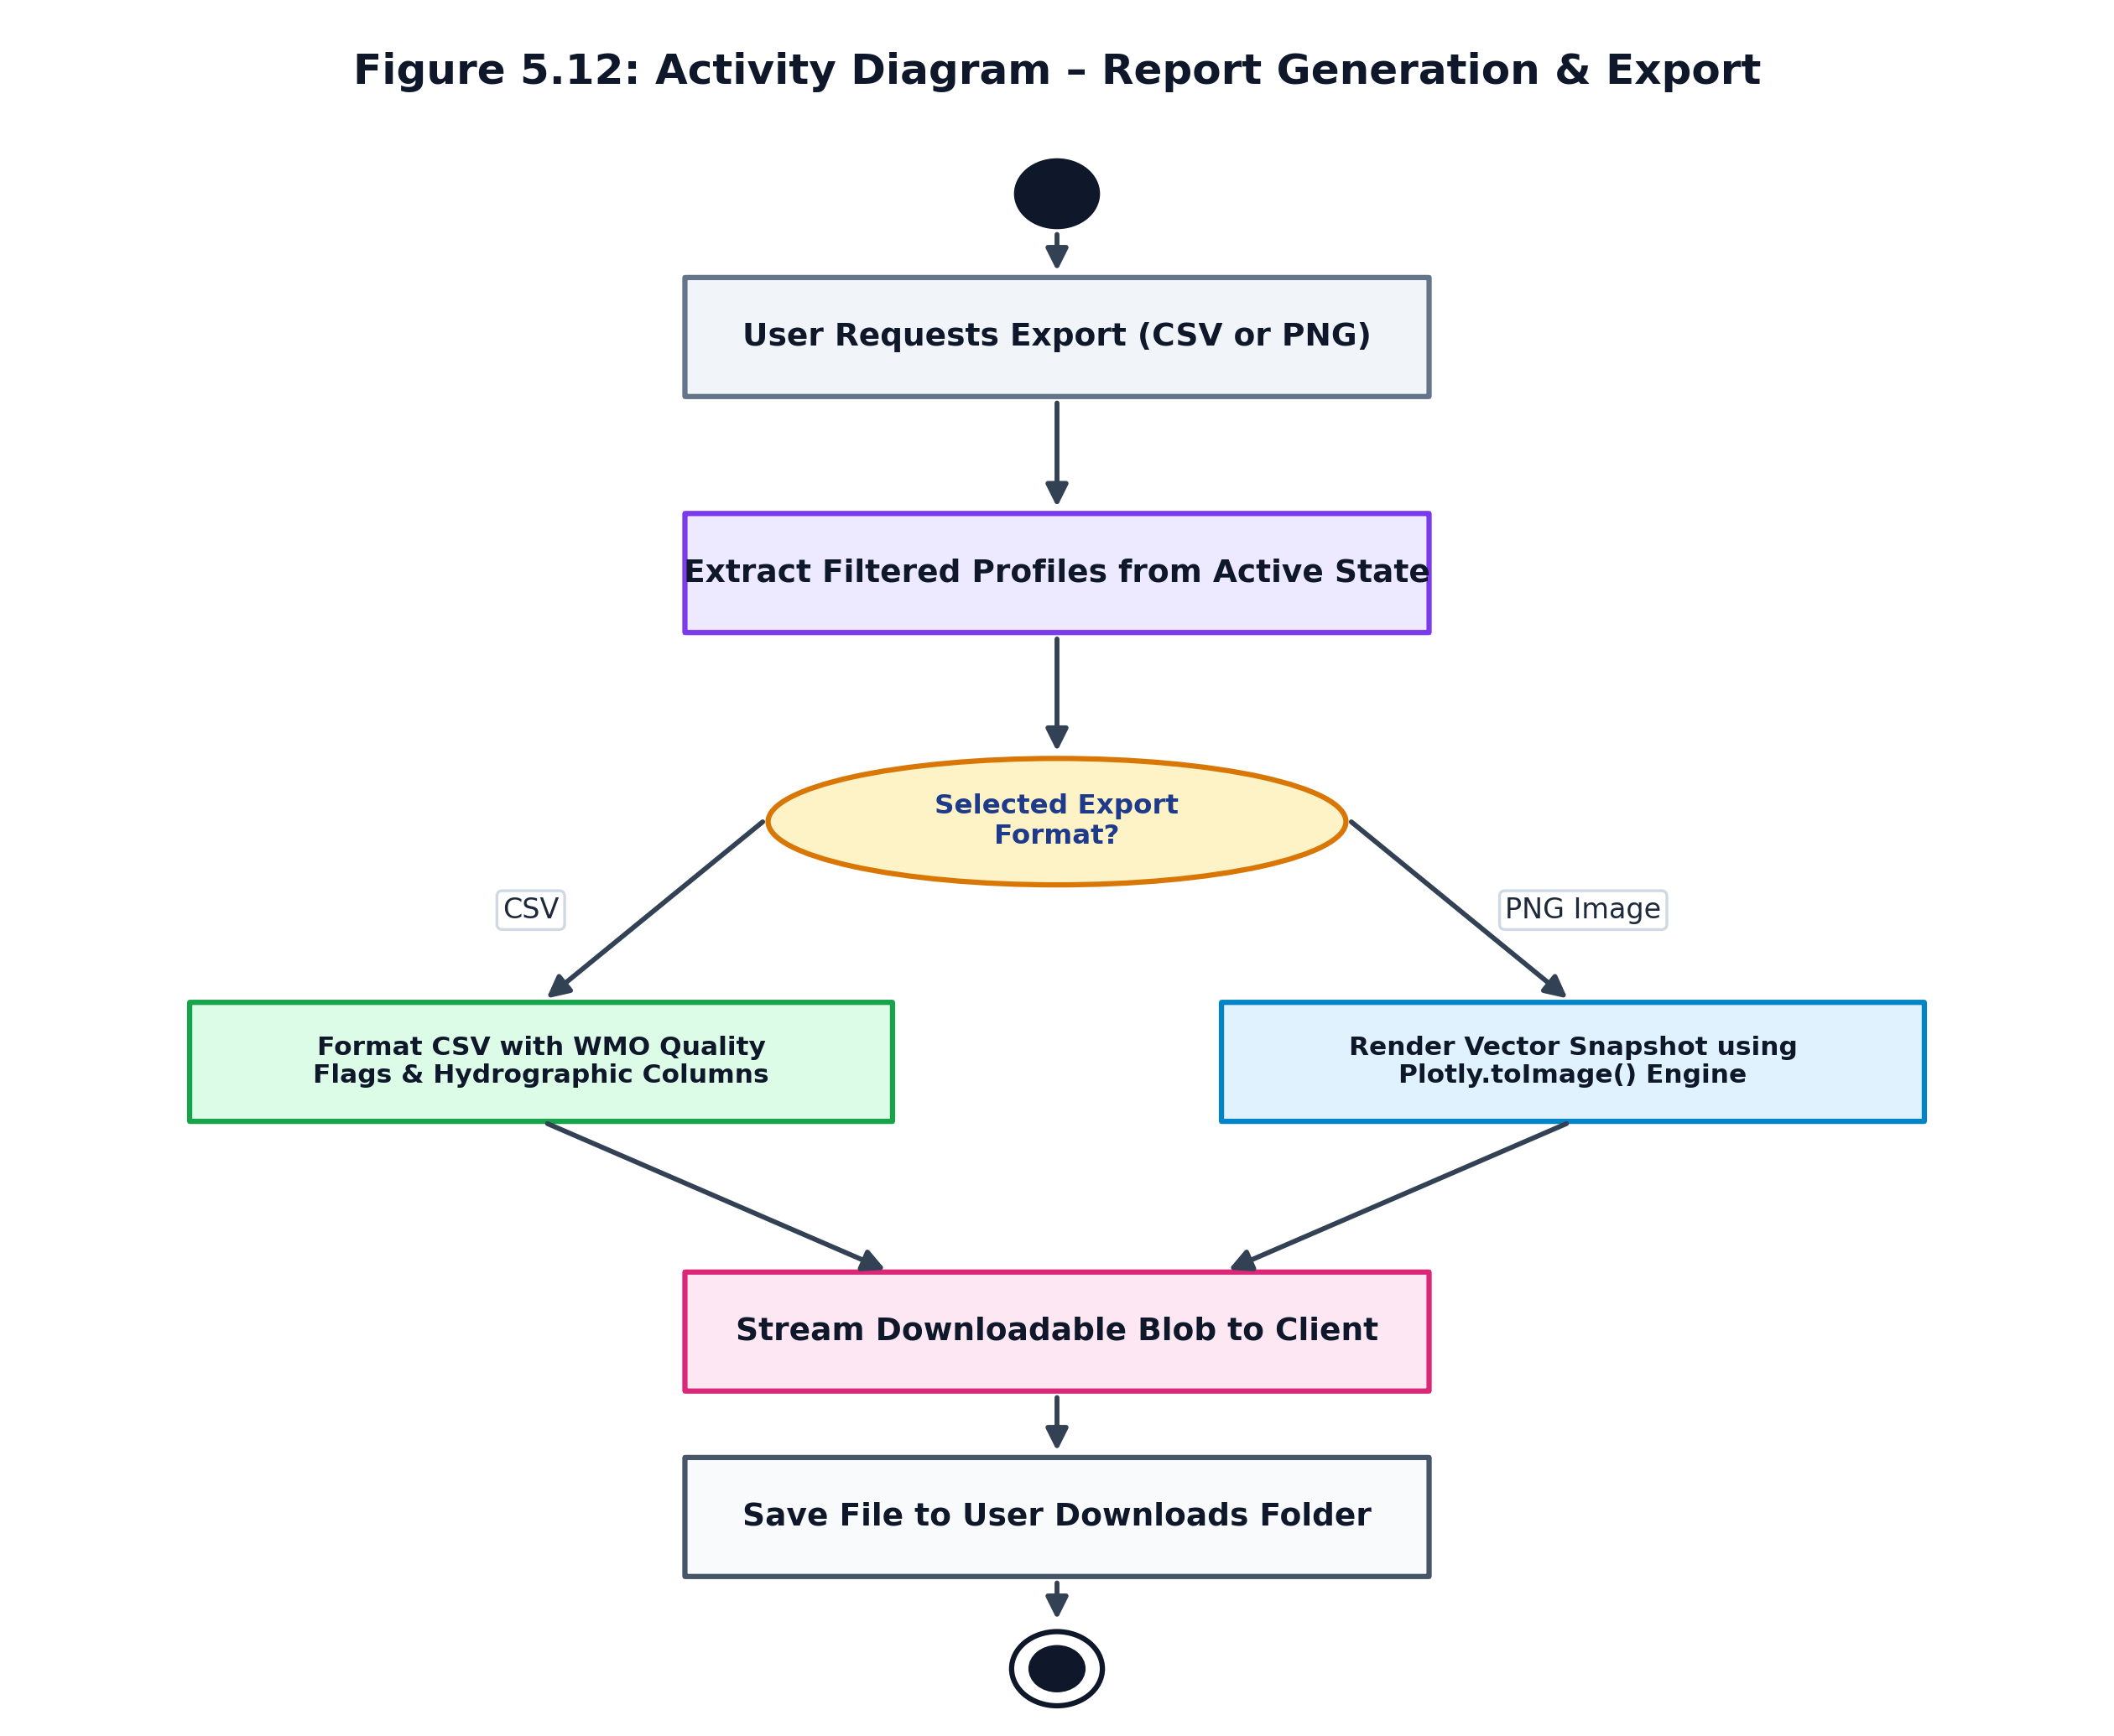 Figure 5.12: Activity Diagram – Report Generation & Export
User Requests Export (CSV or PNG)
Extract Filtered Profiles from Active State
Selected Export
Format?
CSV
PNG Image
Format CSV with WMO Quality
Flags & Hydrographic Columns
Render Vector Snapshot using
Plotly.toImage() Engine
Stream Downloadable Blob to Client
Save File to User Downloads Folder